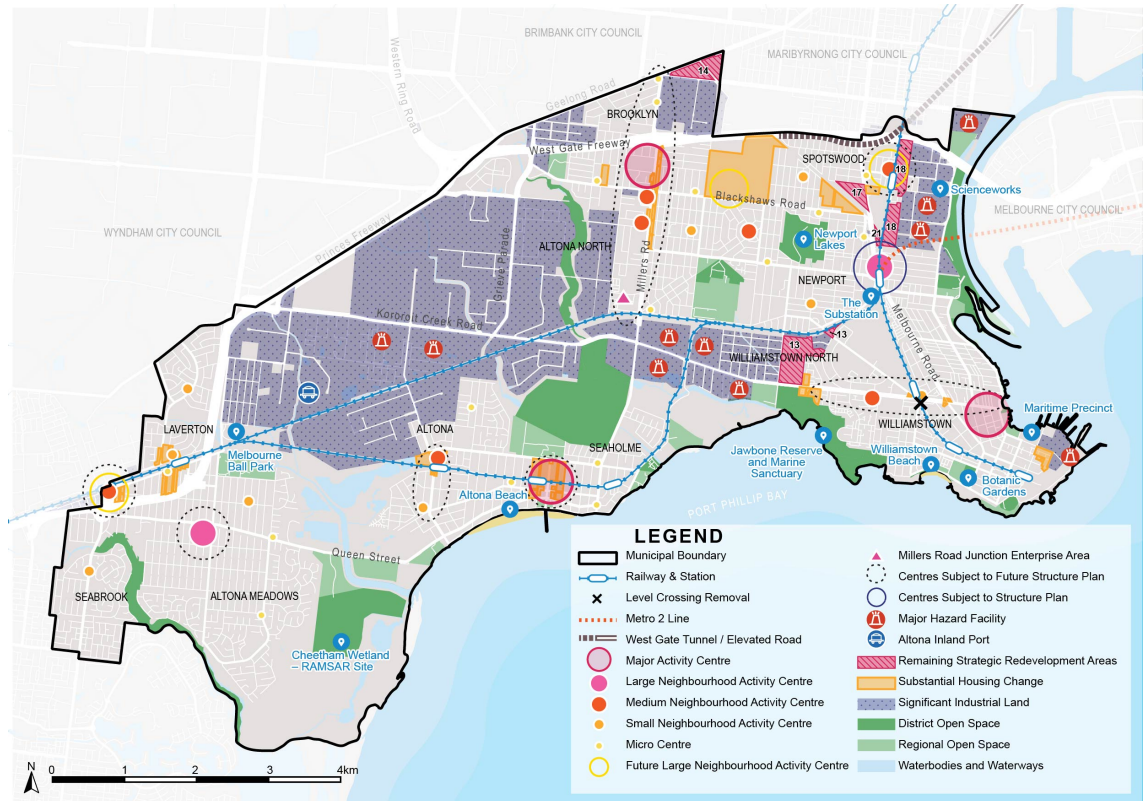 BRIMBANK CITY COUNCIL
MARIBYRNONG CITY COUNCIL
Western Ring Road
Geelong Road
14
BROOKLYN
West Gate Freeway
SPOTSWOOD
18
Scienceworks
17
Blackshaws Road
MELBOURNE CITY COUNCIL
WYNDHAM CITY COUNCIL
Princes Freeway
Grieve Parade
ALTONA NORTH
Millers Rd
Newport
Lakes
21
18
NEWPORT
The
Substation
Kororoit Creek Road
Melbourne Road
13
13
WILLIAMSTOWN NORTH
LAVERTON
Melbourne
Ball Park
ALTONA
SEAHOLME
WILLIAMSTOWN
Maritime Precinct
Jawbone Reserve
and Marine
Sanctuary
Williamstown
Beach
Botanic
Gardens
Altona Beach
PORT PHILLIP BAY
Queen Street
SEABROOK
ALTONA MEADOWS
Cheetham Wetland
– RAMSAR Site
LEGEND
Municipal Boundary
Railway & Station
Level Crossing Removal
Metro 2 Line
West Gate Tunnel / Elevated Road
Major Activity Centre
Large Neighbourhood Activity Centre
Medium Neighbourhood Activity Centre
Small Neighbourhood Activity Centre
Micro Centre
Future Large Neighbourhood Activity Centre
Millers Road Junction Enterprise Area
Centres Subject to Future Structure Plan
Centres Subject to Structure Plan
Major Hazard Facility
Altona Inland Port
Remaining Strategic Redevelopment Areas
Substantial Housing Change
Significant Industrial Land
District Open Space
Regional Open Space
Waterbodies and Waterways
N
0 1 2 3 4km